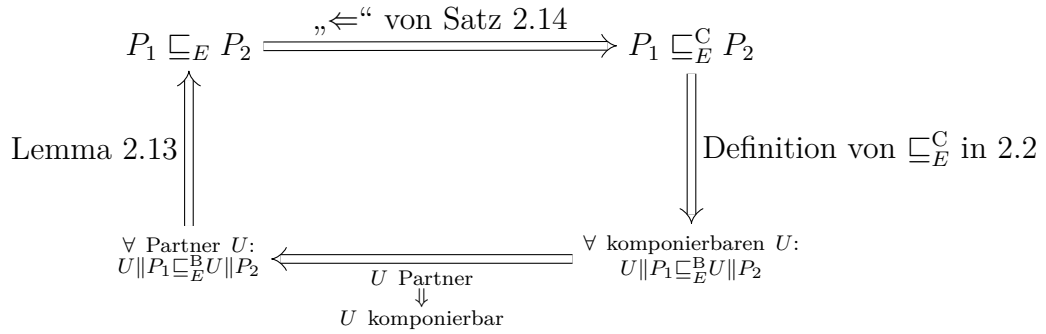 „⇐“ von Satz 2.14
P₁ ⊑_E P₂
P₁ ⊑_E^C P₂
Lemma 2.13
Definition von ⊑_E^C in 2.2
∀ Partner U:
U‖P₁⊑_E^B U‖P₂
∀ komponierbaren U:
U‖P₁⊑_E^B U‖P₂
U Partner
⇓
U komponierbar